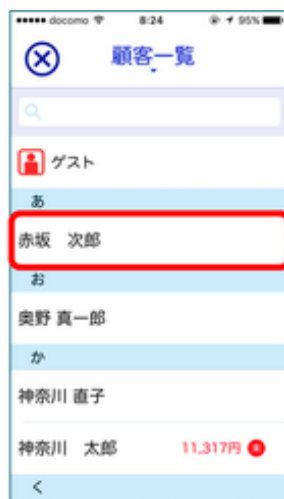 docomo 8:24 95%
顧客一覧
ゲスト
あ
赤坂 次郎
お
奥野 真一郎
か
神奈川 直子
神奈川 太郎 11,317円 未
く